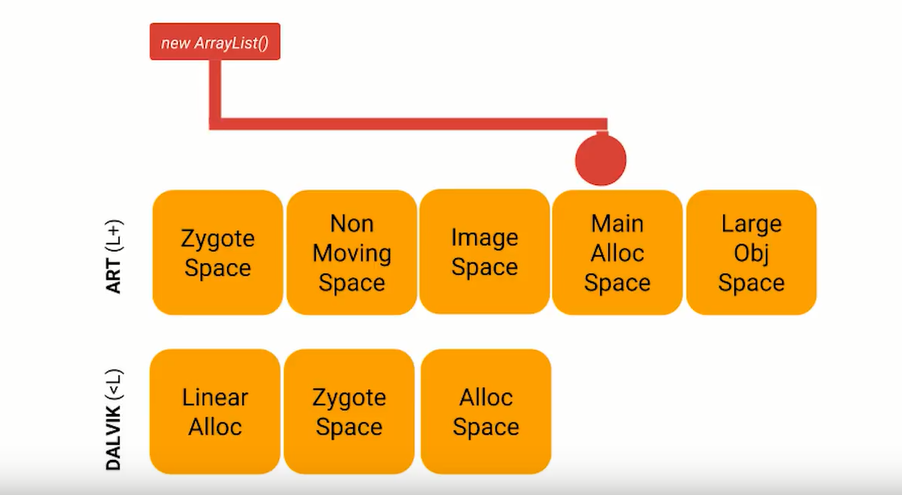 new ArrayList()
ART (L+)
Zygote
Space
Non
Moving
Space
Image
Space
Main
Alloc
Space
Large
Obj
Space
DALVIK (<L)
Linear
Alloc
Zygote
Space
Alloc
Space